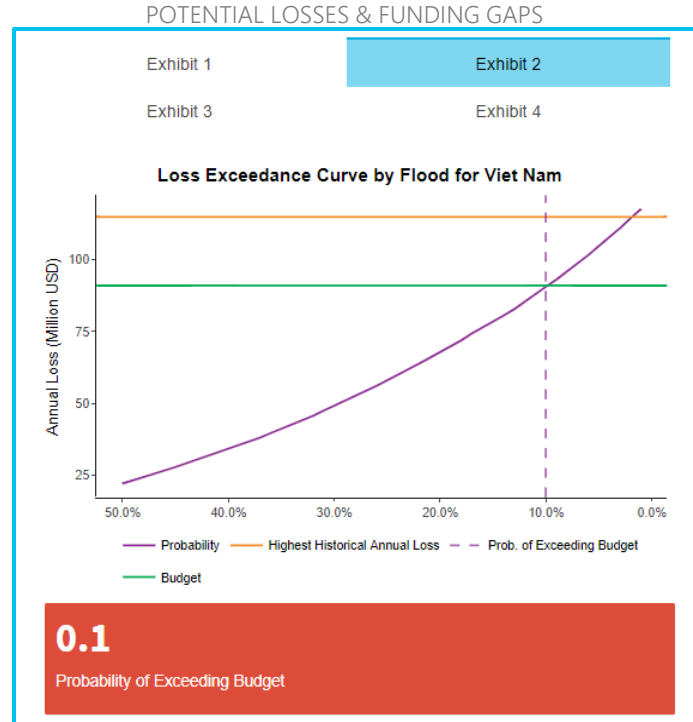 POTENTIAL LOSSES & FUNDING GAPS
Exhibit 1
Exhibit 2
Exhibit 3
Exhibit 4
Loss Exceedance Curve by Flood for Viet Nam
Annual Loss (Million USD)
100
75
50
25
50.0% 40.0% 30.0% 20.0% 10.0% 0.0%
Probability Highest Historical Annual Loss Prob. of Exceeding Budget
Budget
0.1
Probability of Exceeding Budget